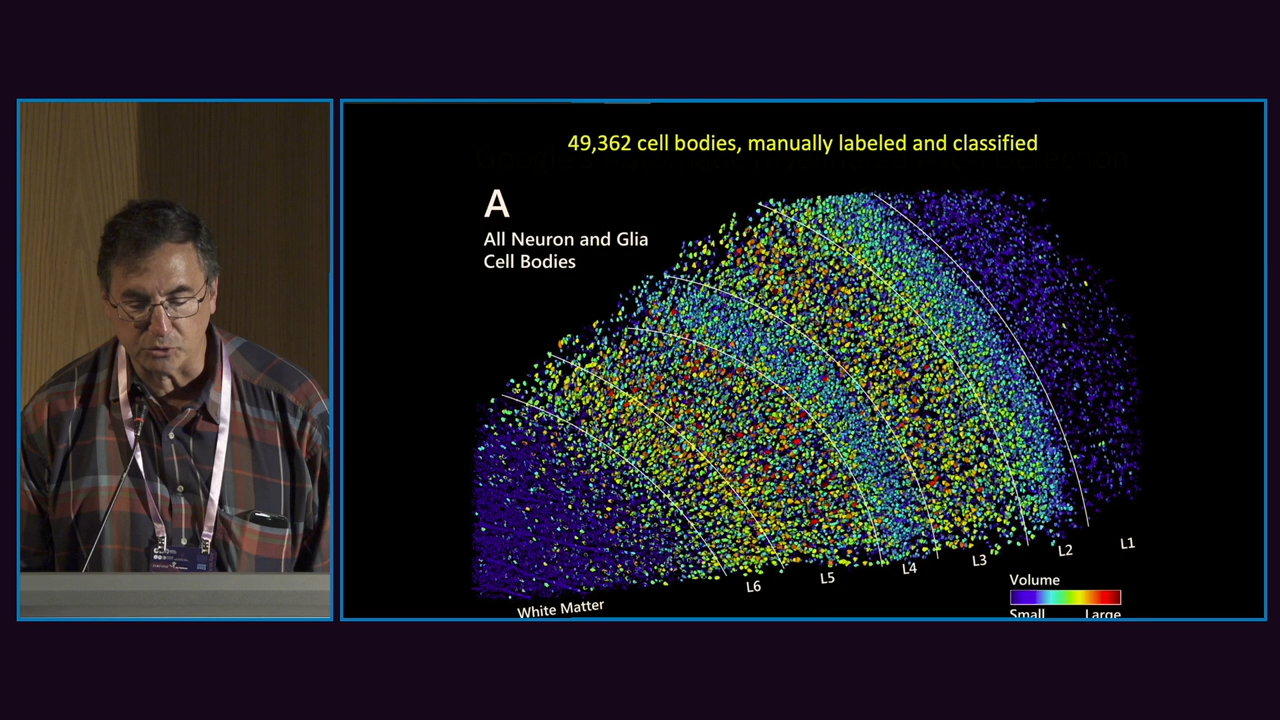 49,362 cell bodies, manually labeled and classified
A
All Neuron and Glia
Cell Bodies
L1
L2
L3
L4
L5
L6
White Matter
Volume
Small Large